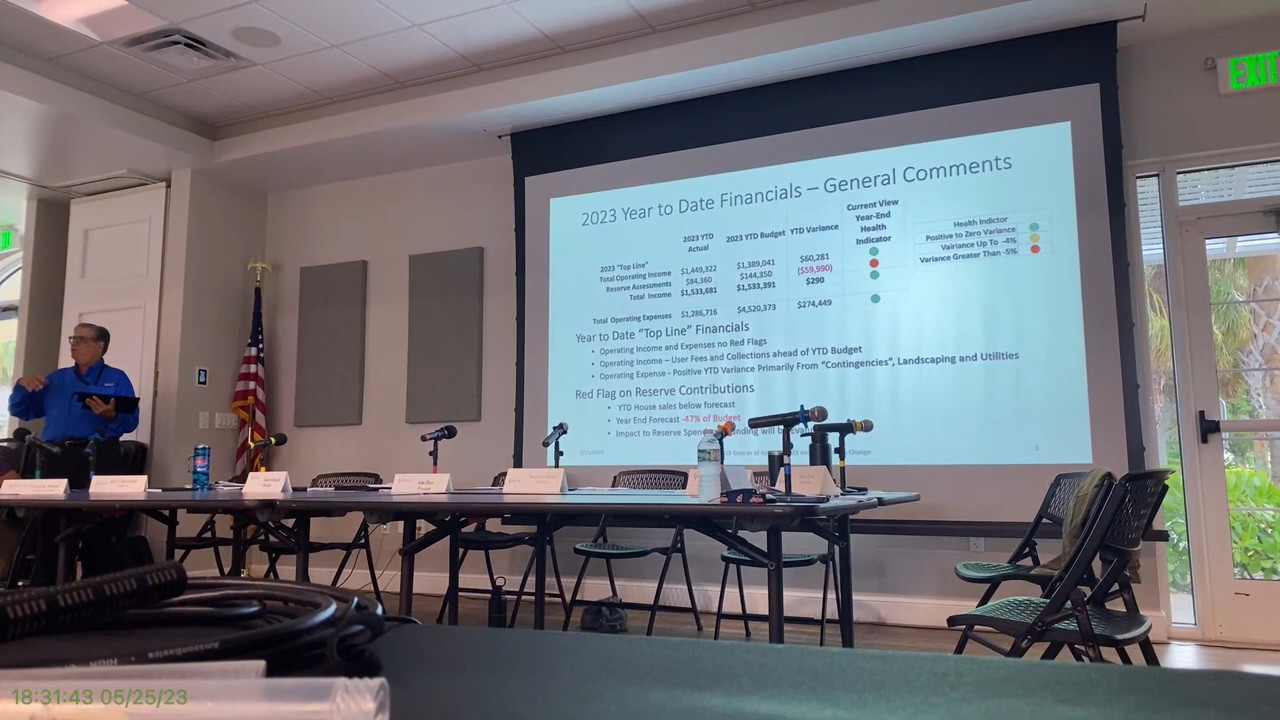 EXIT
2023 Year to Date Financials – General Comments
2023 YTD Actual 2023 YTD Budget YTD Variance Current View Year-End Health Indicator
Health Indictor
Positive to Zero Variance
Vairiance Up To -4%
Variance Greater Than -5%
2023 "Top Line"
Total Operating Income $1,449,322 $1,389,041 $60,281
Reserve Assessments $84,360 $144,350 ($59,990)
Total Income $1,533,681 $1,533,391 $290
Total Operating Expenses $1,286,716 $4,520,373 $274,449
Year to Date "Top Line" Financials
• Operating Income and Expenses no Red Flags
• Operating Income – User Fees and Collections ahead of YTD Budget
• Operating Expense - Positive YTD Variance Primarily From "Contingencies", Landscaping and Utilities
Red Flag on Reserve Contributions
• YTD House sales below forecast
• Year End Forecast -47% of Budget
• Impact to Reserve Spend
AmazonBasics
18:31:43 05/25/23